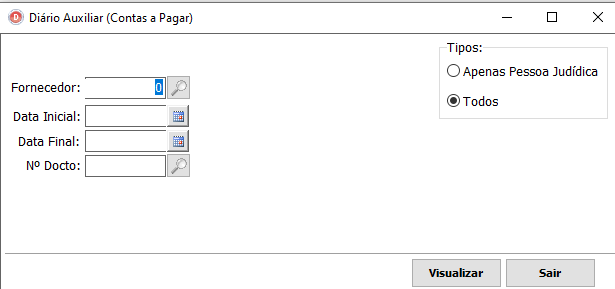 Diário Auxiliar (Contas a Pagar)
Tipos:
Apenas Pessoa Judídica
Todos
Fornecedor: 0
Data Inicial:
Data Final:
Nº Docto:
Visualizar
Sair